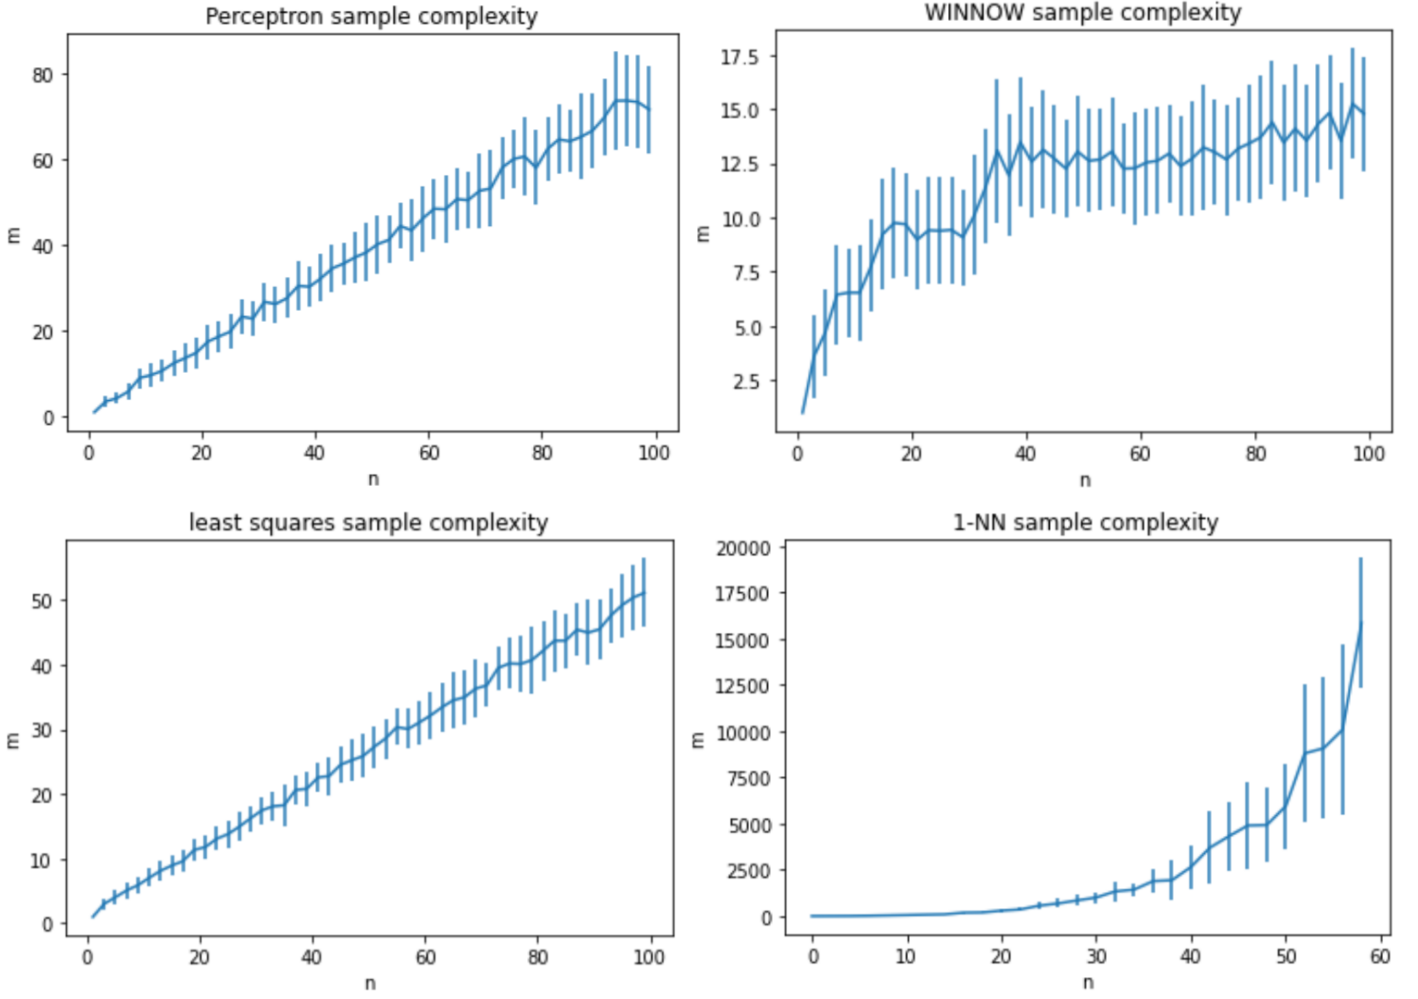 Perceptron sample complexity
80
60
40
20
0
m
0 20 40 60 80 100
n
WINNOW sample complexity
17.5
15.0
12.5
10.0
7.5
5.0
2.5
m
0 20 40 60 80 100
n
least squares sample complexity
50
40
30
20
10
0
m
0 20 40 60 80 100
n
1-NN sample complexity
20000
17500
15000
12500
10000
7500
5000
2500
0
m
0 10 20 30 40 50 60
n